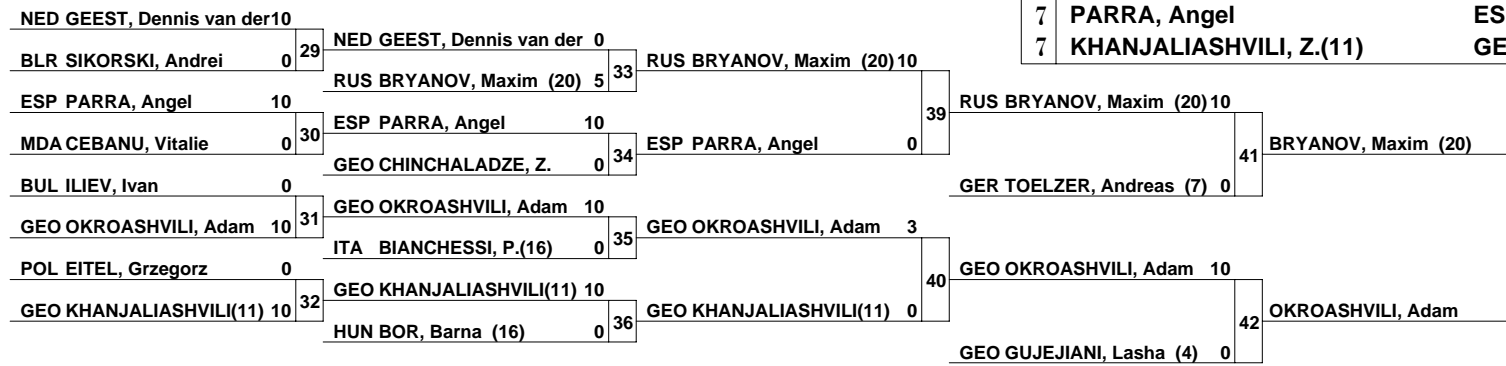 NED GEEST, Dennis van der 10
BLR SIKORSKI, Andrei 0
29
ESP PARRA, Angel 10
MDA CEBANU, Vitalie 0
30
BUL ILIEV, Ivan 0
GEO OKROASHVILI, Adam 10
31
POL EITEL, Grzegorz 0
GEO KHANJALIASHVILI(11) 10
32
NED GEEST, Dennis van der 0
RUS BRYANOV, Maxim (20) 5
33
ESP PARRA, Angel 10
GEO CHINCHALADZE, Z. 0
34
GEO OKROASHVILI, Adam 10
ITA BIANCHESSI, P.(16) 0
35
GEO KHANJALIASHVILI(11) 10
HUN BOR, Barna (16) 0
36
RUS BRYANOV, Maxim (20) 10
ESP PARRA, Angel 0
39
GEO OKROASHVILI, Adam 3
GEO KHANJALIASHVILI(11) 0
40
RUS BRYANOV, Maxim (20) 10
GER TOELZER, Andreas (7) 0
41
GEO OKROASHVILI, Adam 10
GEO GUJEJIANI, Lasha (4) 0
42
BRYANOV, Maxim (20)
OKROASHVILI, Adam
7 PARRA, Angel ES
7 KHANJALIASHVILI, Z.(11) GE